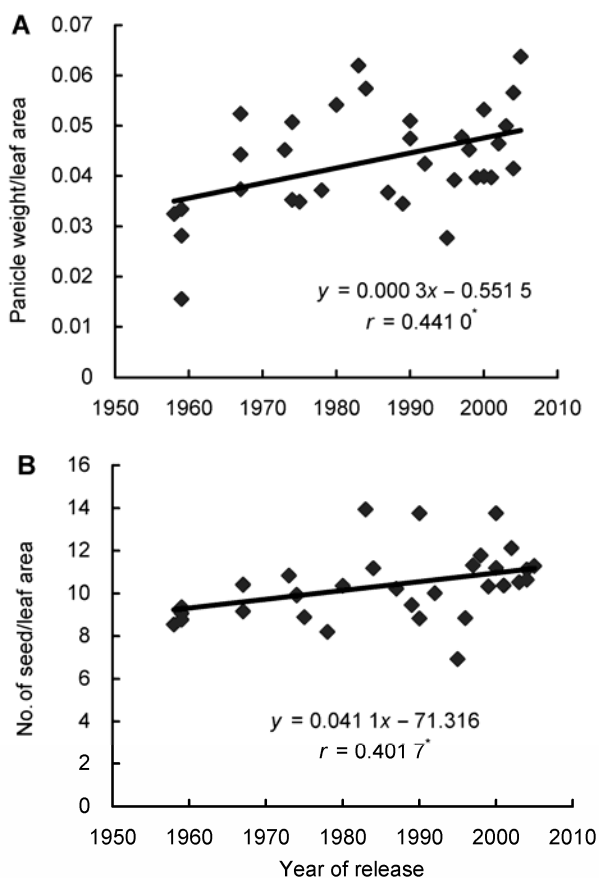 A
0.07
0.06
0.05
0.04
0.03
0.02
0.01
0
Panicle weight/leaf area
y = 0.000 3x – 0.551 5
r = 0.441 0*
1950 1960 1970 1980 1990 2000 2010
B
16
14
12
10
8
6
4
2
0
No. of seed/leaf area
y = 0.041 1x – 71.316
r = 0.401 7*
1950 1960 1970 1980 1990 2000 2010
Year of release